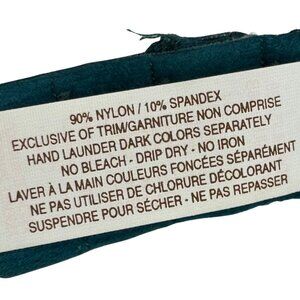 90% NYLON / 10% SPANDEX
EXCLUSIVE OF TRIM/GARNITURE NON COMPRISE
HAND LAUNDER DARK COLORS SEPARATELY
NO BLEACH - DRIP DRY - NO IRON
LAVER À LA MAIN COULEURS FONCÉES SÉPARÉMENT
NE PAS UTILISER DE CHLORURE DÉCOLORANT
SUSPENDRE POUR SÉCHER - NE PAS REPASSER